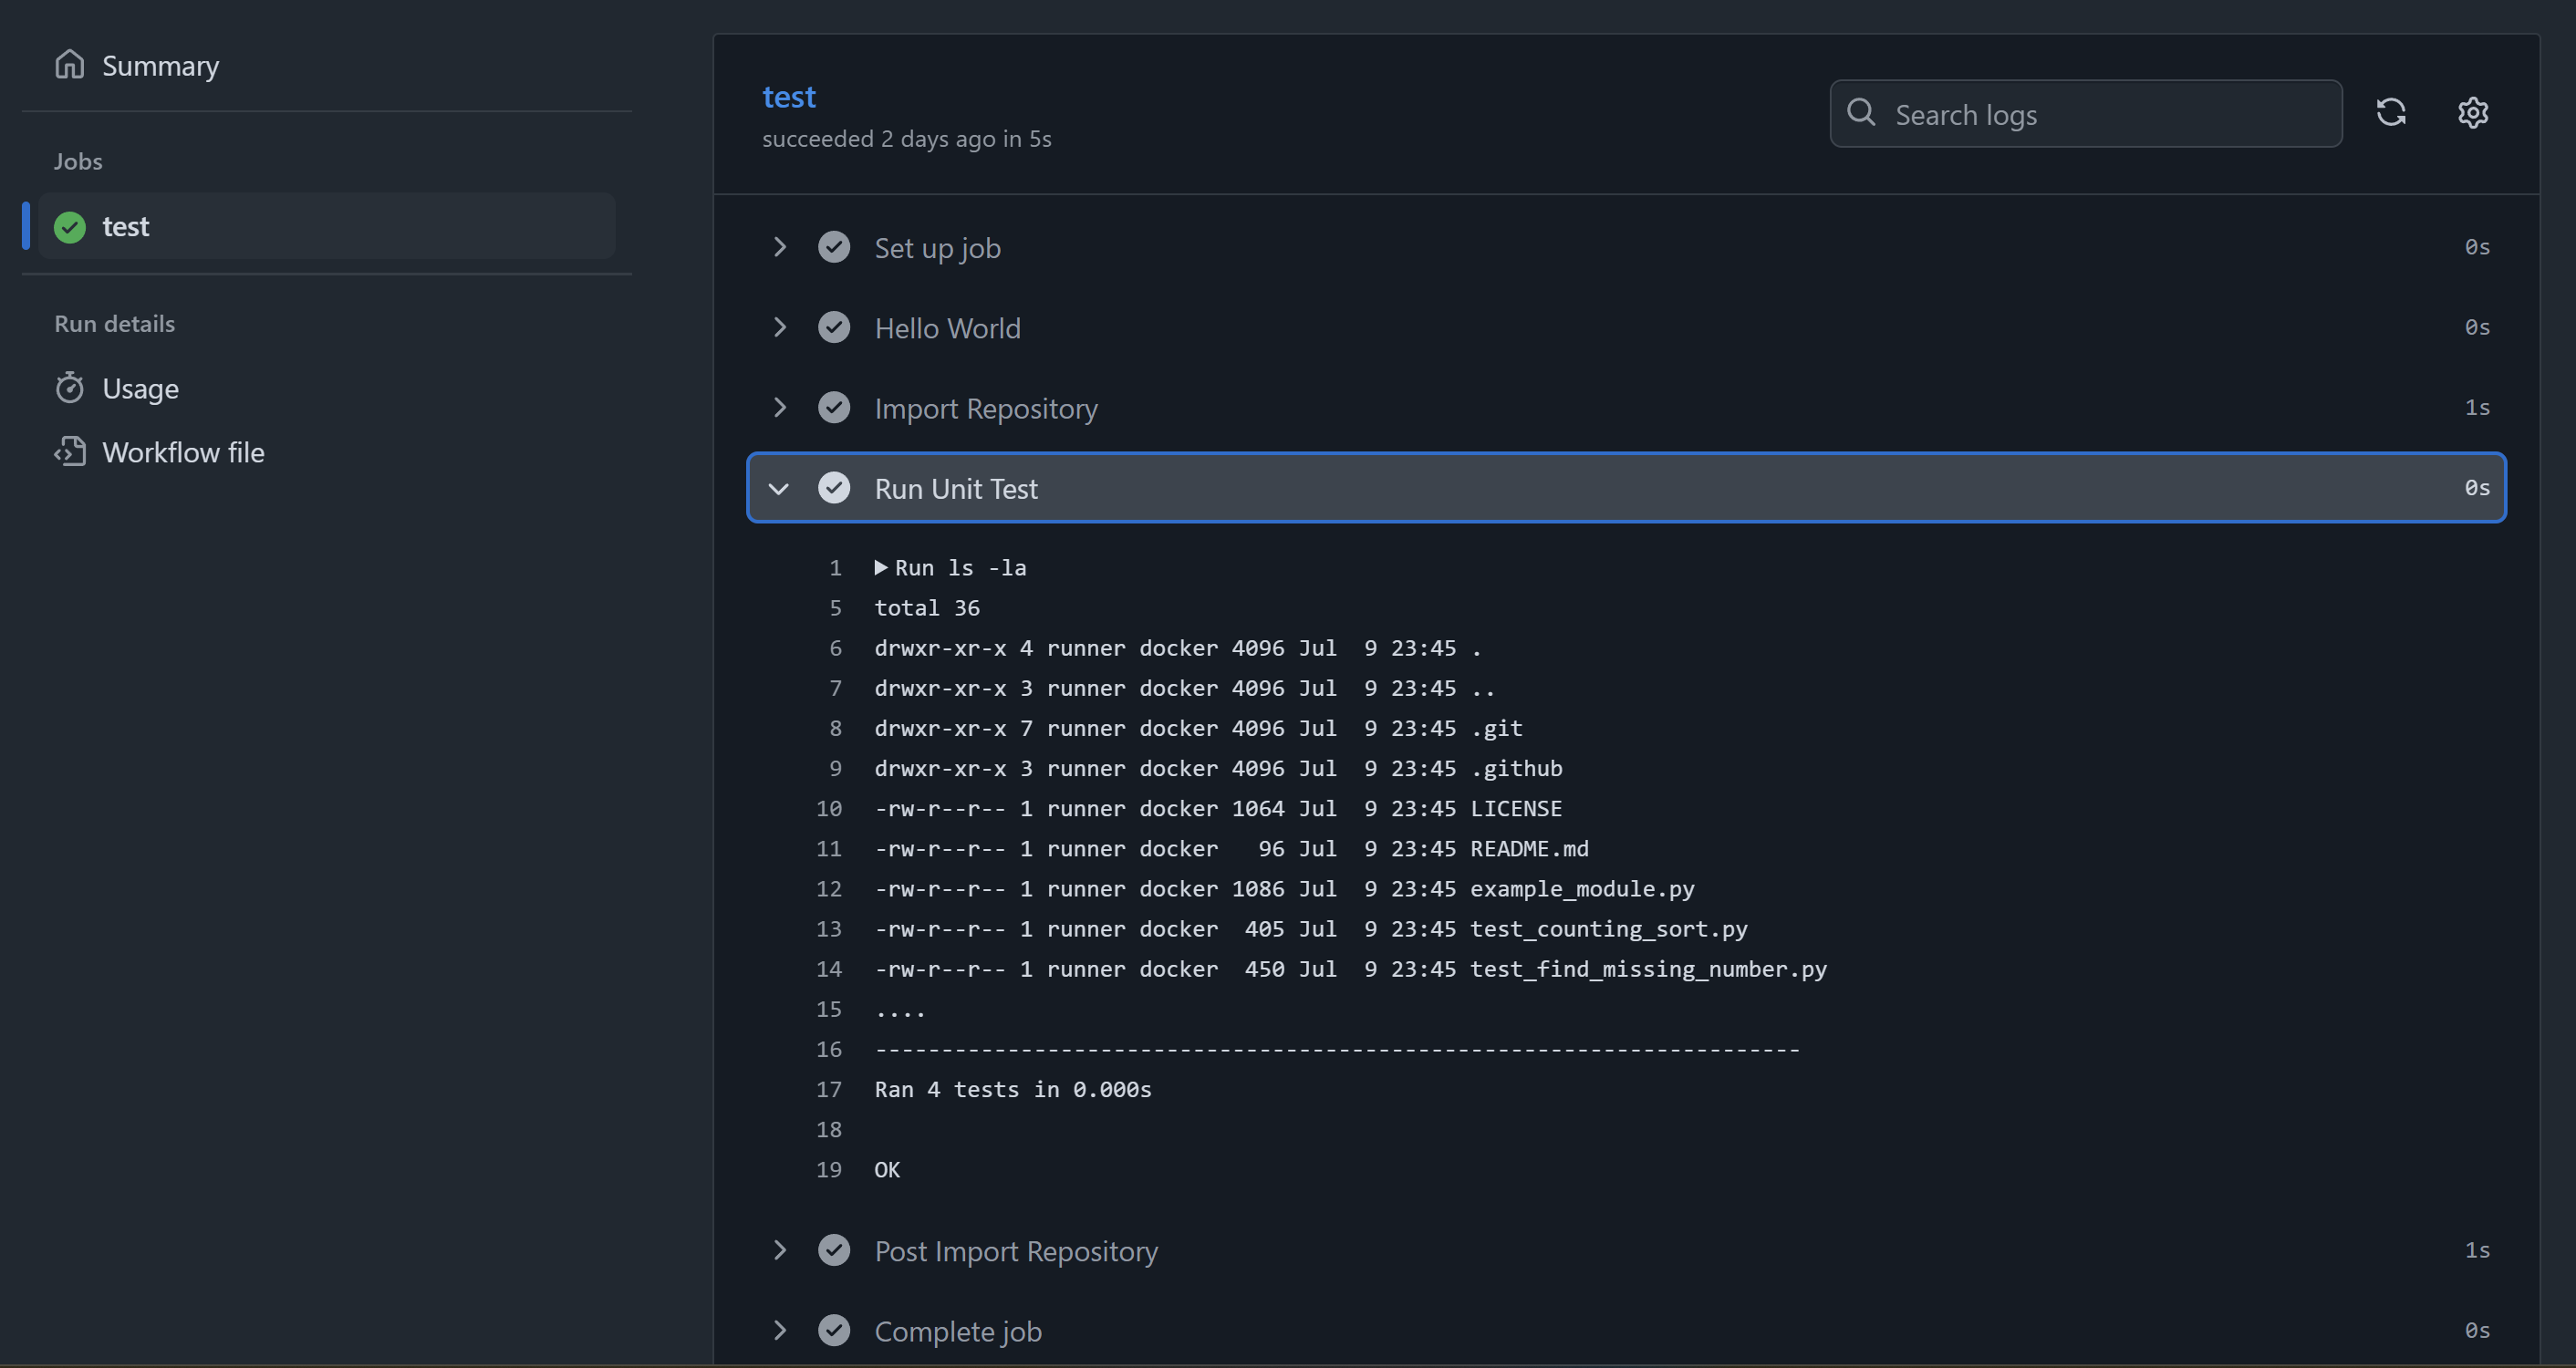 Summary
Jobs
test
Run details
Usage
Workflow file
test
succeeded 2 days ago in 5s
Search logs
Set up job 0s
Hello World 0s
Import Repository 1s
Run Unit Test 0s
1 Run ls -la
5 total 36
6 drwxr-xr-x 4 runner docker 4096 Jul  9 23:45 .
7 drwxr-xr-x 3 runner docker 4096 Jul  9 23:45 ..
8 drwxr-xr-x 7 runner docker 4096 Jul  9 23:45 .git
9 drwxr-xr-x 3 runner docker 4096 Jul  9 23:45 .github
10 -rw-r--r-- 1 runner docker 1064 Jul  9 23:45 LICENSE
11 -rw-r--r-- 1 runner docker   96 Jul  9 23:45 README.md
12 -rw-r--r-- 1 runner docker 1086 Jul  9 23:45 example_module.py
13 -rw-r--r-- 1 runner docker  405 Jul  9 23:45 test_counting_sort.py
14 -rw-r--r-- 1 runner docker  450 Jul  9 23:45 test_find_missing_number.py
15 ....
16 ----------------------------------------------------------------------
17 Ran 4 tests in 0.000s
18
19 OK
Post Import Repository 1s
Complete job 0s